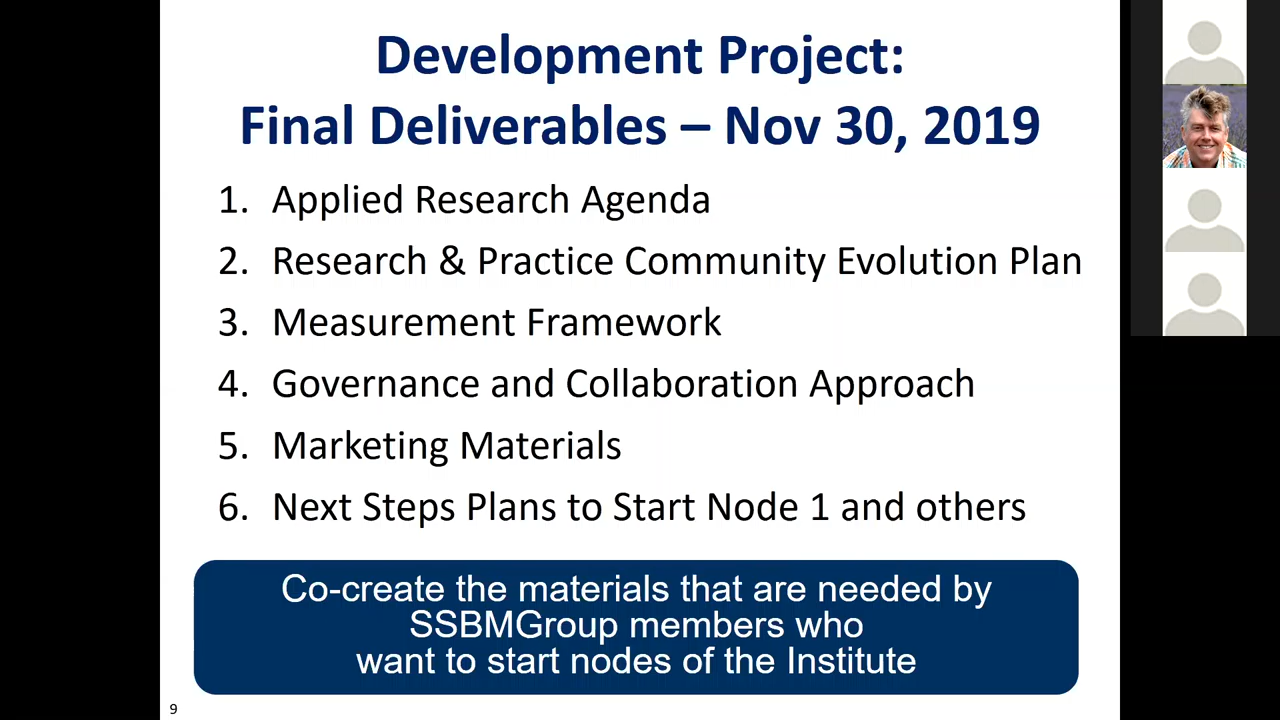 Development Project:
Final Deliverables – Nov 30, 2019
1. Applied Research Agenda
2. Research & Practice Community Evolution Plan
3. Measurement Framework
4. Governance and Collaboration Approach
5. Marketing Materials
6. Next Steps Plans to Start Node 1 and others
Co-create the materials that are needed by
SSBMGroup members who
want to start nodes of the Institute
9